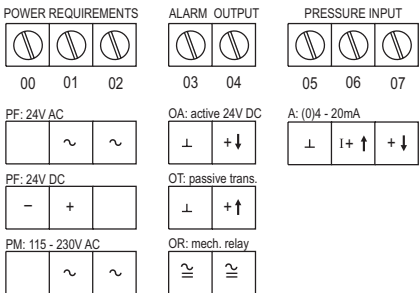 POWER REQUIREMENTS ALARM OUTPUT PRESSURE INPUT
00 01 02 03 04 05 06 07
PF: 24V AC OA: active 24V DC A: (0)4 - 20mA
~ ~ ⊥ +↓ ⊥ I+ ↑ +↓
PF: 24V DC OT: passive trans.
− + ⊥ +↑
PM: 115 - 230V AC OR: mech. relay
~ ~ ≅ ≅